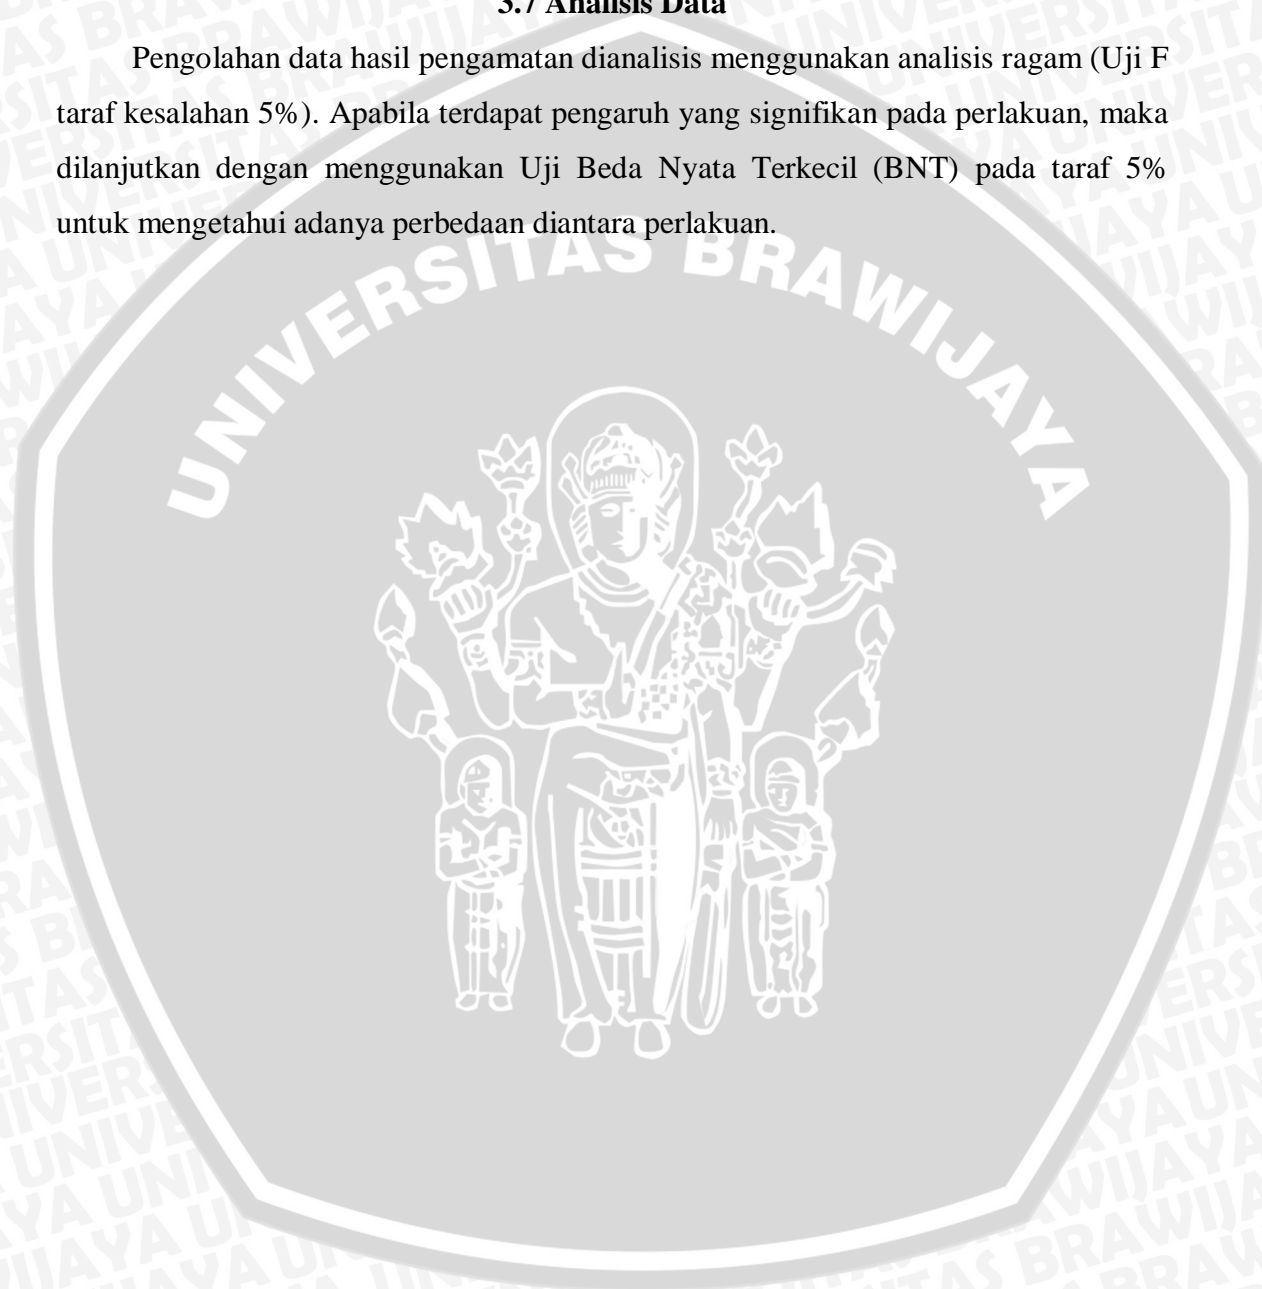 3.7 Analisis Data
Pengolahan data hasil pengamatan dianalisis menggunakan analisis ragam (Uji F
taraf kesalahan 5%). Apabila terdapat pengaruh yang signifikan pada perlakuan, maka
dilanjutkan dengan menggunakan Uji Beda Nyata Terkecil (BNT) pada taraf 5%
untuk mengetahui adanya perbedaan diantara perlakuan.
UNIVERSITAS BRAWIJAYA